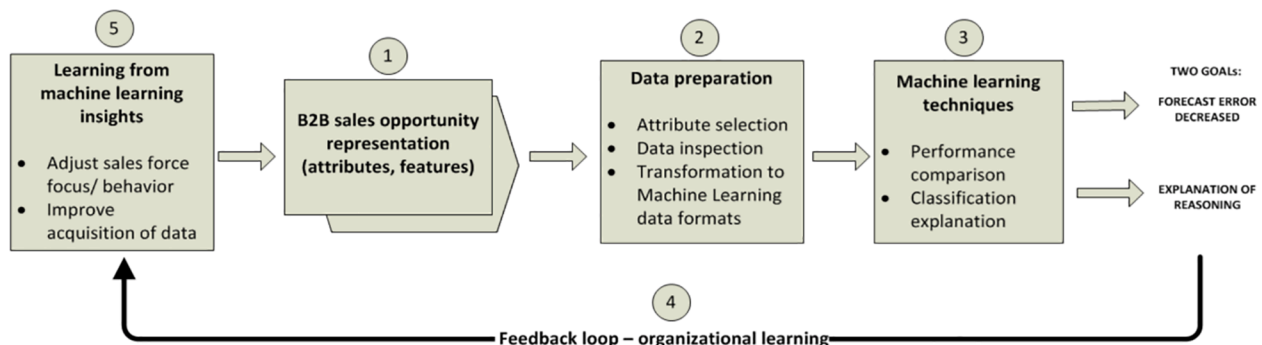 5
Learning from
machine learning
insights
• Adjust sales force
focus/ behavior
• Improve
acquisition of data
1
B2B sales opportunity
representation
(attributes, features)
2
Data preparation
• Attribute selection
• Data inspection
• Transformation to
Machine Learning
data formats
3
Machine learning
techniques
• Performance
comparison
• Classification
explanation
TWO GOALS:
FORECAST ERROR
DECREASED
EXPLANATION OF
REASONING
4
Feedback loop – organizational learning